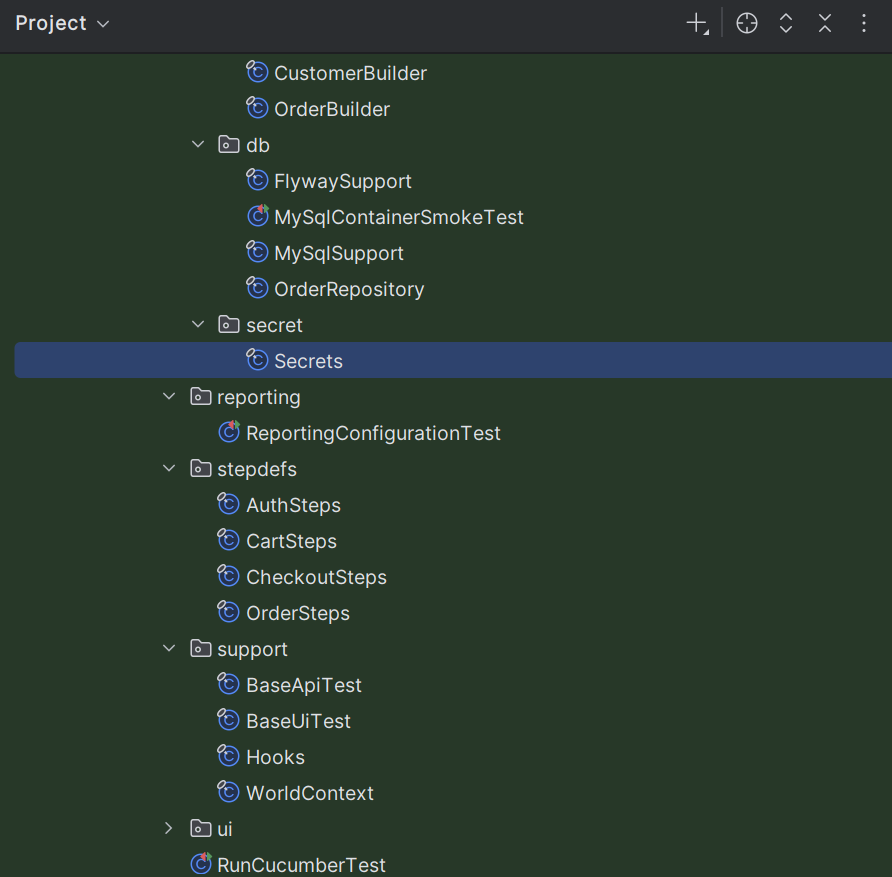 Project
CustomerBuilder
OrderBuilder
db
FlywaySupport
MySqlContainerSmokeTest
MySqlSupport
OrderRepository
secret
Secrets
reporting
ReportingConfigurationTest
stepdefs
AuthSteps
CartSteps
CheckoutSteps
OrderSteps
support
BaseApiTest
BaseUiTest
Hooks
WorldContext
ui
RunCucumberTest